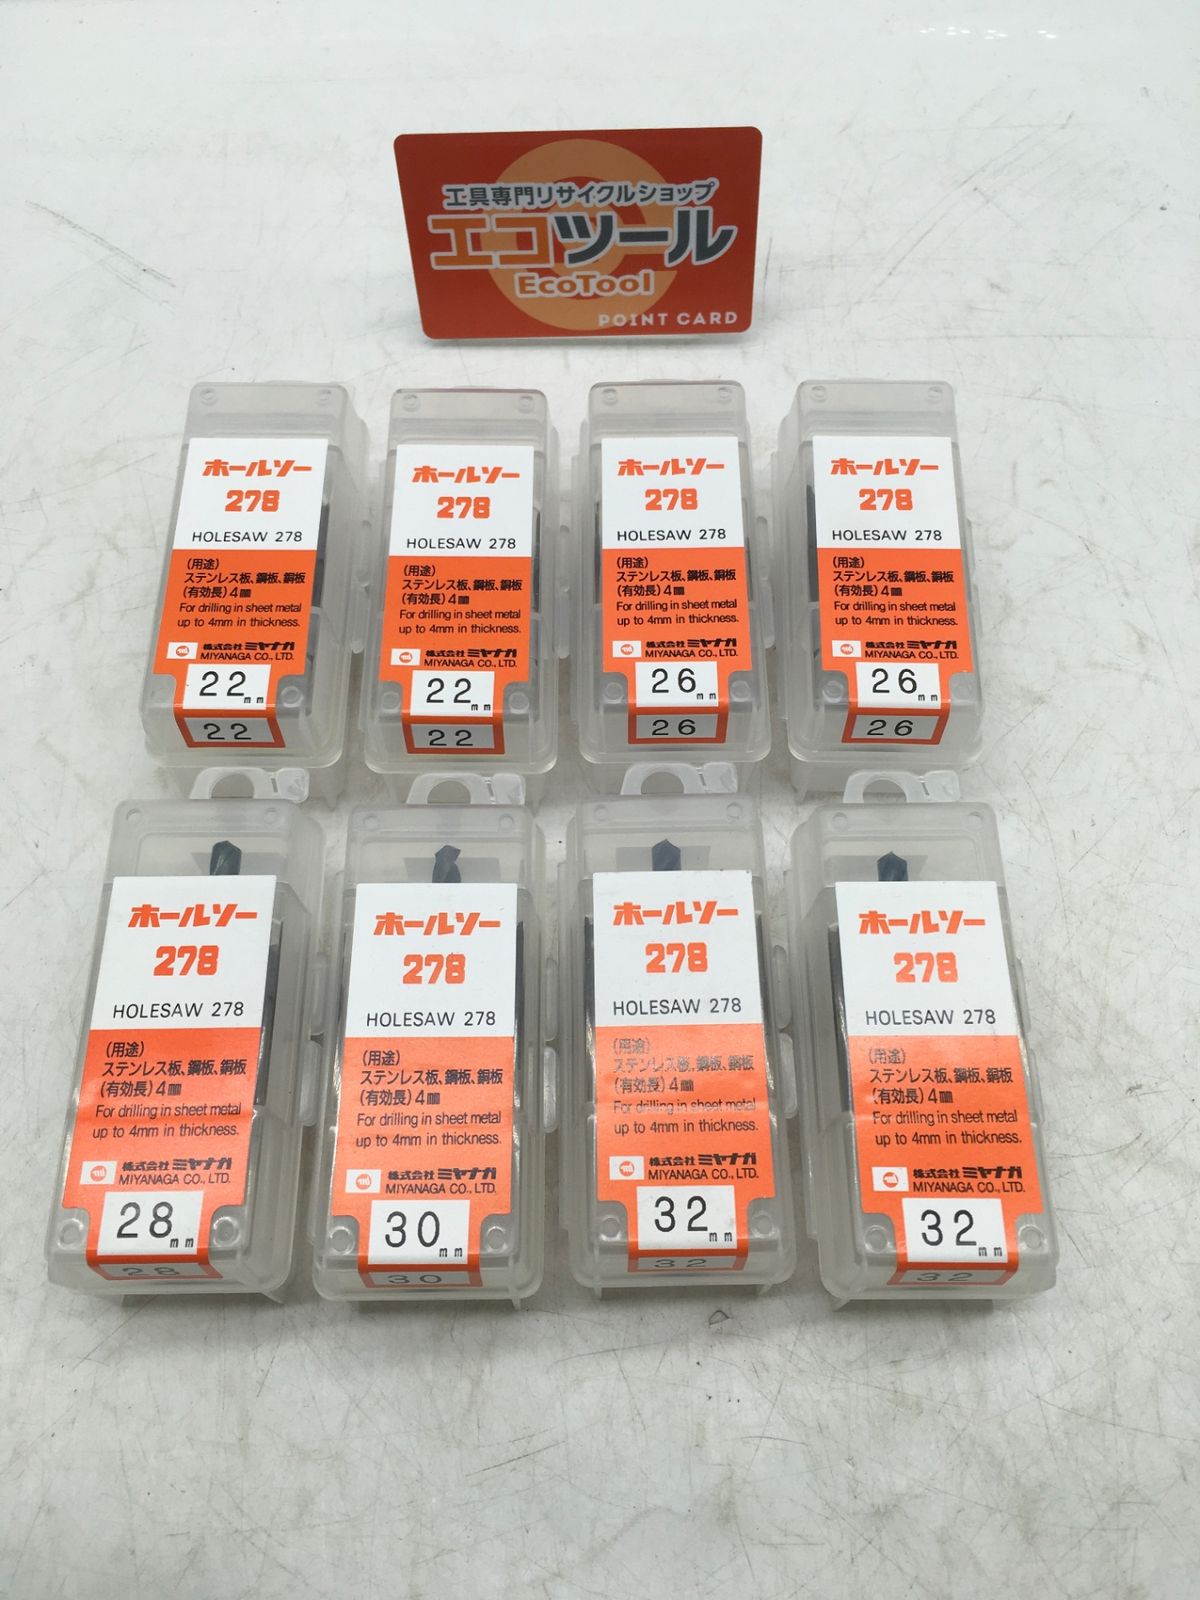 工具専門リサイクルショップ
エコツール
EcoTool
POINT CARD
ホールソー
278
HOLESAW 278
(用途)
ステンレス板、鋼板、銅板
(有効長)4㎜
For drilling in sheet metal
up to 4mm in thickness.
株式会社ミヤナガ
MIYANAGA CO., LTD.
22mm
22
ホールソー
278
HOLESAW 278
(用途)
ステンレス板、鋼板、銅板
(有効長)4㎜
For drilling in sheet metal
up to 4mm in thickness.
株式会社ミヤナガ
MIYANAGA CO., LTD.
22mm
22
ホールソー
278
HOLESAW 278
(用途)
ステンレス板、鋼板、銅板
(有効長)4㎜
For drilling in sheet metal
up to 4mm in thickness.
株式会社ミヤナガ
MIYANAGA CO., LTD.
26mm
26
ホールソー
278
HOLESAW 278
(用途)
ステンレス板、鋼板、銅板
(有効長)4㎜
For drilling in sheet metal
up to 4mm in thickness.
株式会社ミヤナガ
MIYANAGA CO., LTD.
26mm
26
ホールソー
278
HOLESAW 278
(用途)
ステンレス板、鋼板、銅板
(有効長)4㎜
For drilling in sheet metal
up to 4mm in thickness.
株式会社ミヤナガ
MIYANAGA CO., LTD.
28mm
28
ホールソー
278
HOLESAW 278
(用途)
ステンレス板、鋼板、銅板
(有効長)4㎜
For drilling in sheet metal
up to 4mm in thickness.
株式会社ミヤナガ
MIYANAGA CO., LTD.
30mm
30
ホールソー
278
HOLESAW 278
(用途)
ステンレス板、鋼板、銅板
(有効長)4㎜
For drilling in sheet metal
up to 4mm in thickness.
株式会社ミヤナガ
MIYANAGA CO., LTD.
32mm
32
ホールソー
278
HOLESAW 278
(用途)
ステンレス板、鋼板、銅板
(有効長)4㎜
For drilling in sheet metal
up to 4mm in thickness.
株式会社ミヤナガ
MIYANAGA CO., LTD.
32mm
32